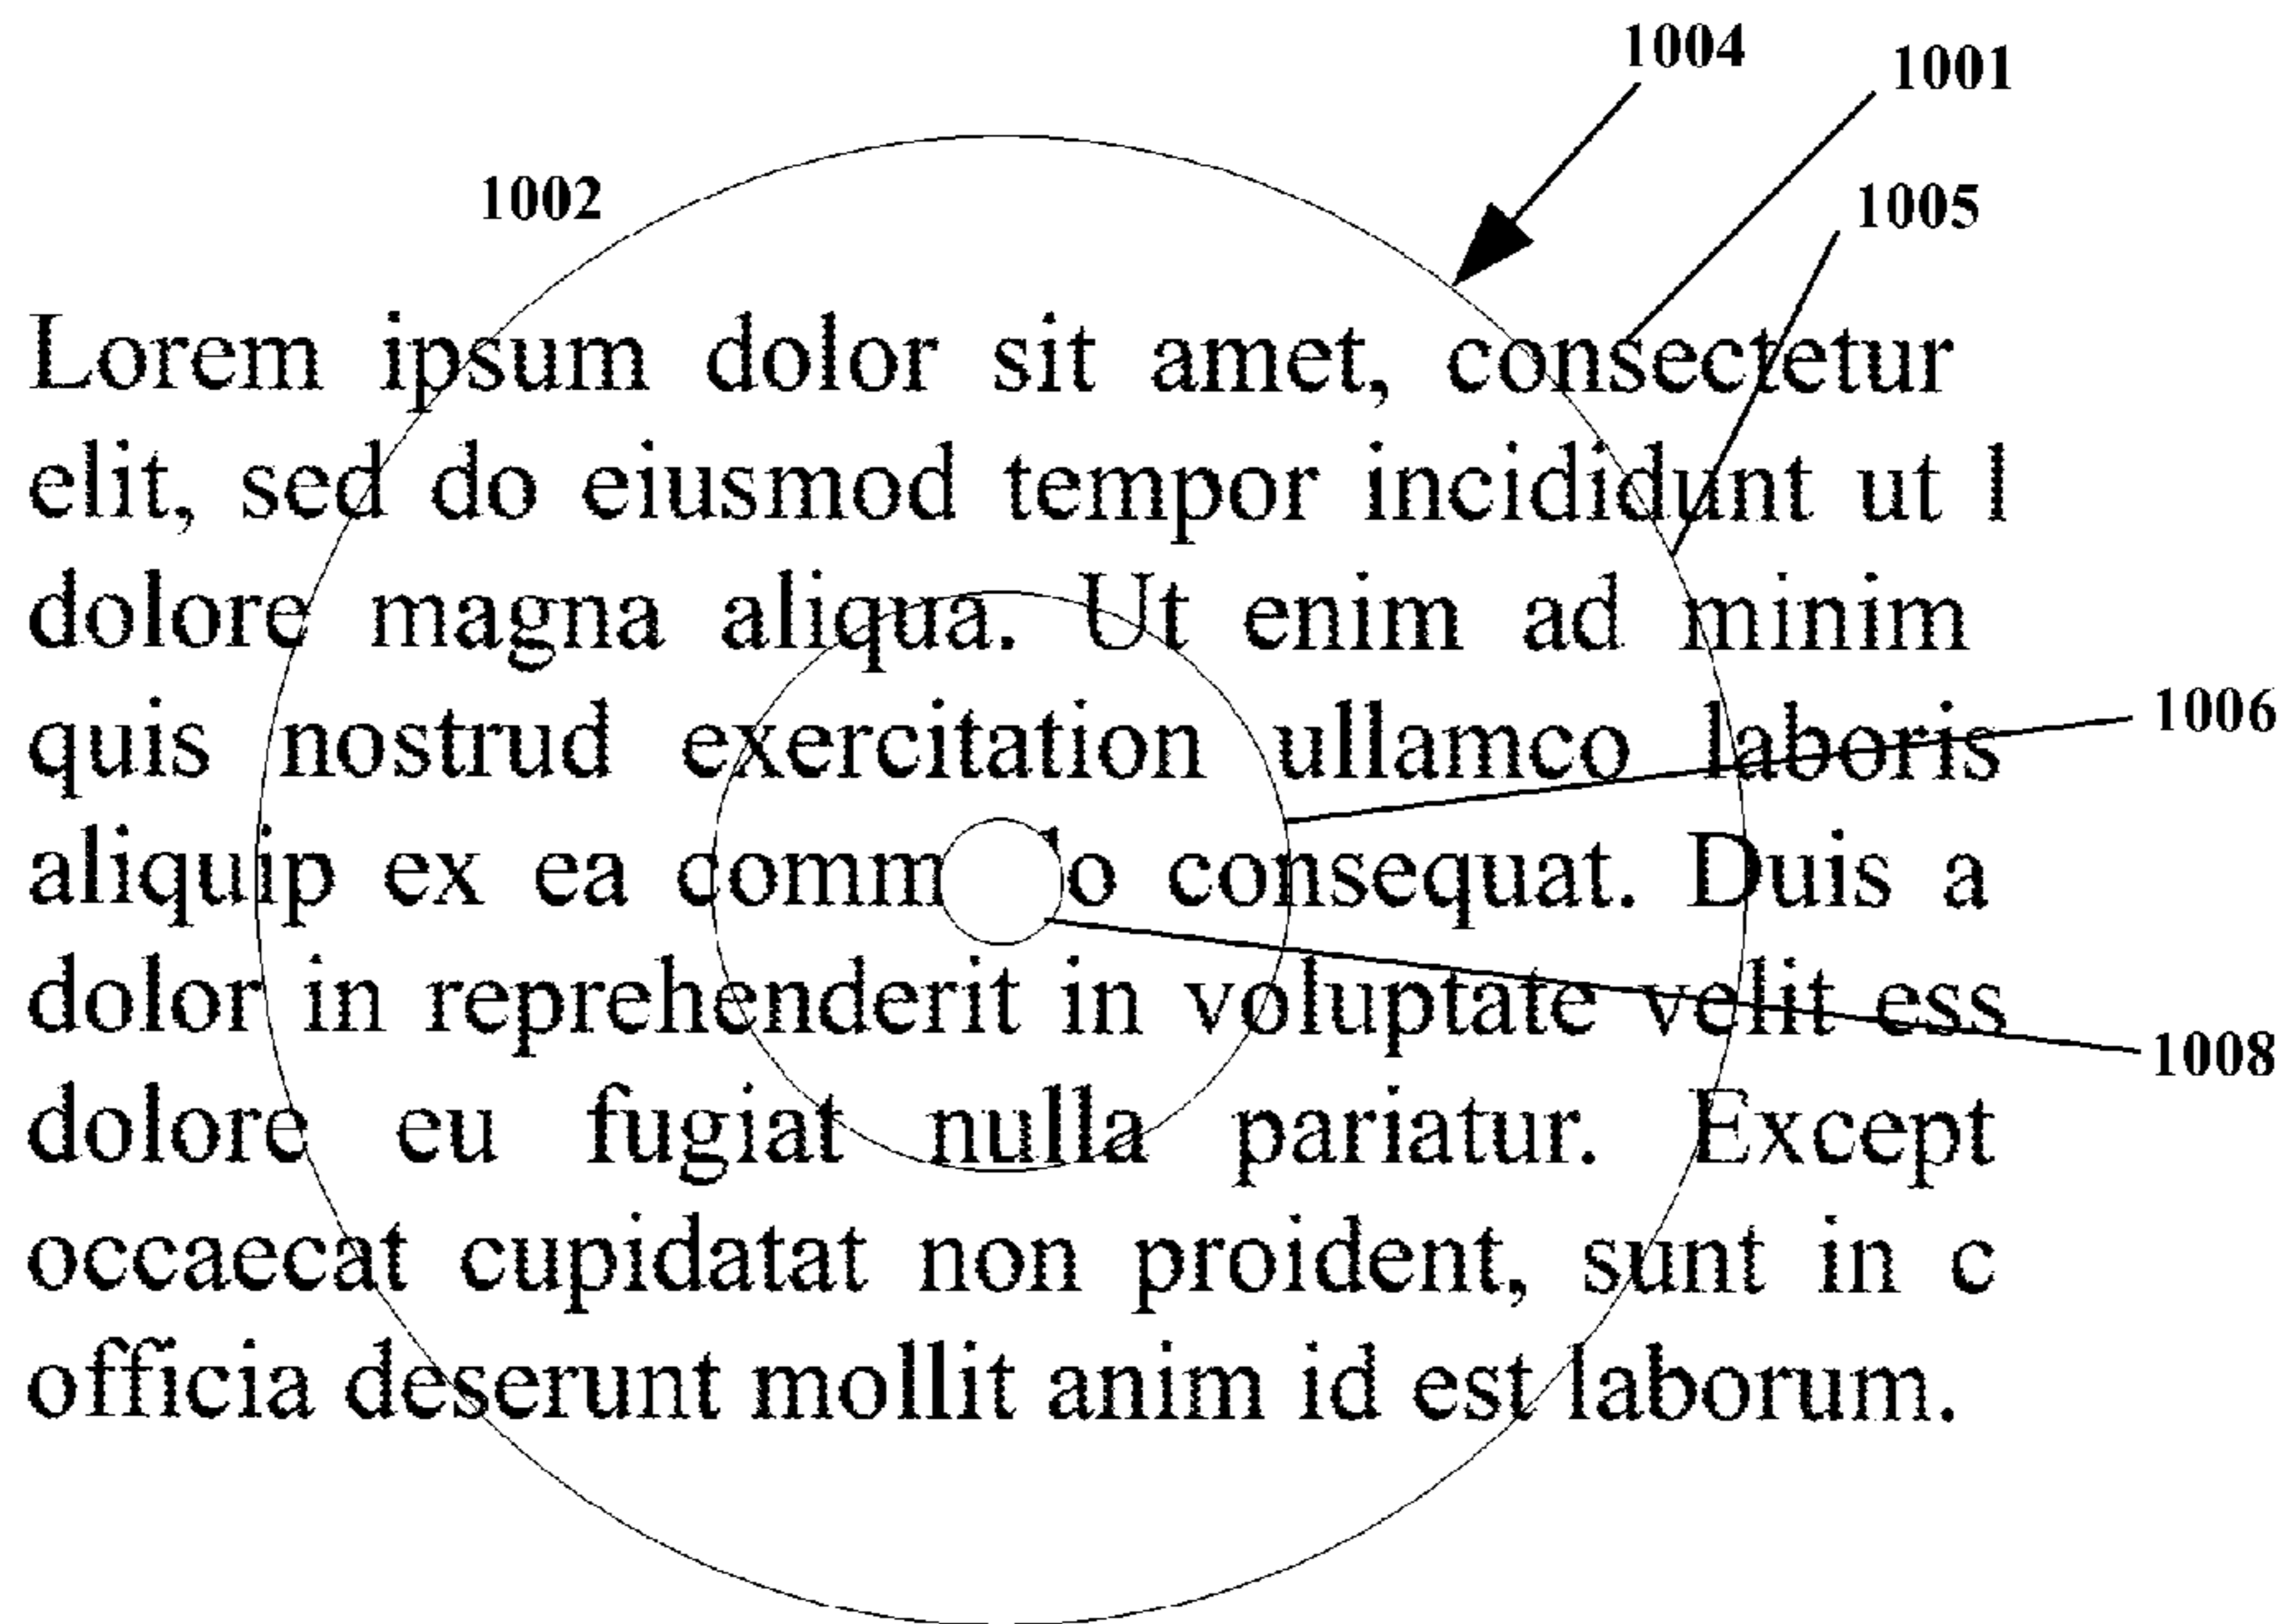 1004
1001
1002
1005
Lorem ipsum dolor sit amet, consectetur
elit, sed do eiusmod tempor incididunt ut l
dolore magna aliqua. Ut enim ad minim
quis nostrud exercitation ullamco laboris
1006
aliquip ex ea comm o consequat. Duis a
dolor in reprehenderit in voluptate velit ess
1008
dolore eu fugiat nulla pariatur. Except
occaecat cupidatat non proident, sunt in c
officia deserunt mollit anim id est laborum.